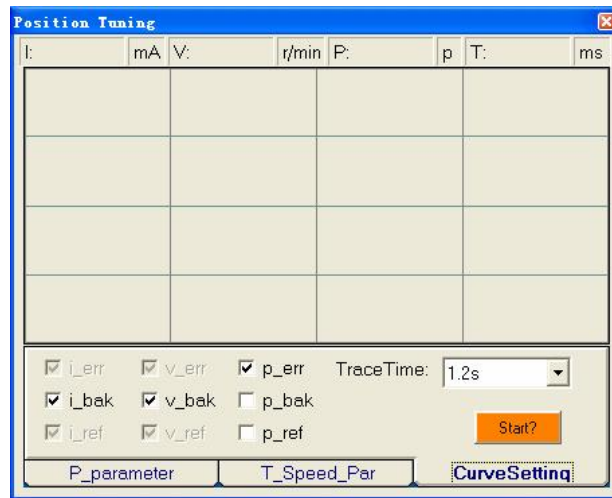 Position Tuning
I: mA V: r/min P: p T: ms
i_err v_err p_err TraceTime: 1.2s
i_bak v_bak p_bak
i_ref v_ref p_ref Start?
P_parameter T_Speed_Par CurveSetting